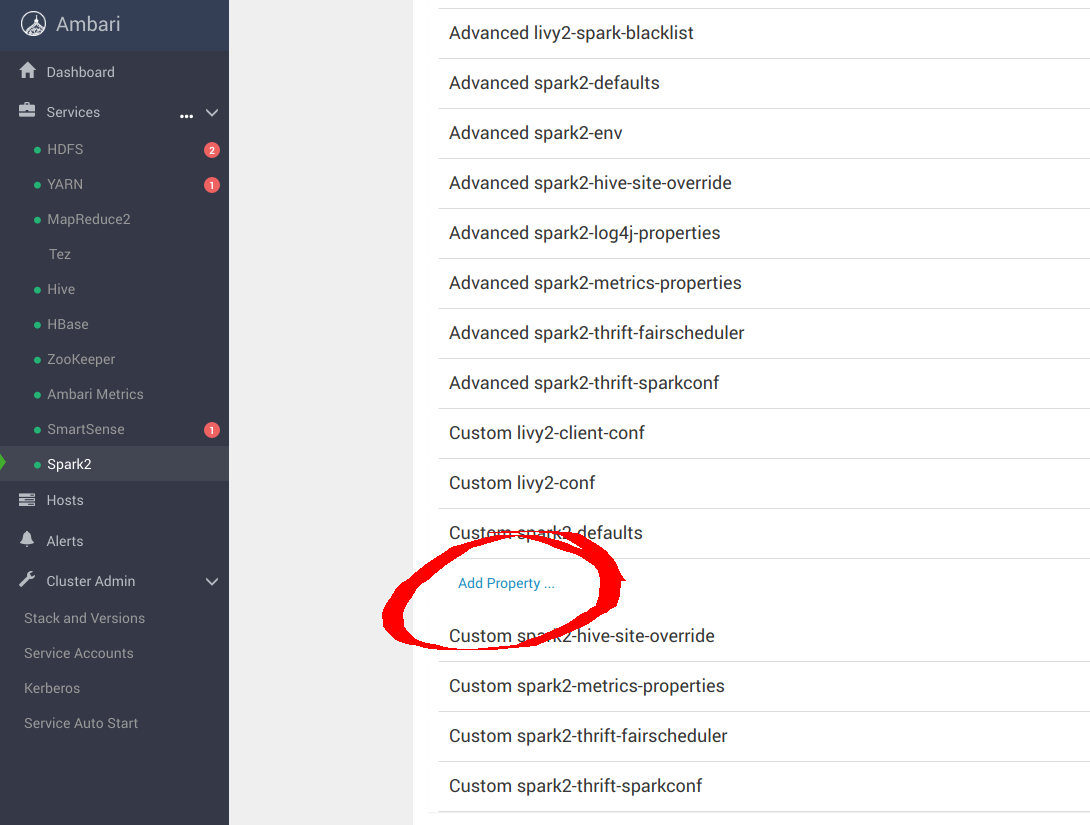 Ambari
Dashboard
Services
HDFS 2
YARN 1
MapReduce2
Tez
Hive
HBase
ZooKeeper
Ambari Metrics
SmartSense 1
Spark2
Hosts
Alerts
Cluster Admin
Stack and Versions
Service Accounts
Kerberos
Service Auto Start
Advanced livy2-spark-blacklist
Advanced spark2-defaults
Advanced spark2-env
Advanced spark2-hive-site-override
Advanced spark2-log4j-properties
Advanced spark2-metrics-properties
Advanced spark2-thrift-fairscheduler
Advanced spark2-thrift-sparkconf
Custom livy2-client-conf
Custom livy2-conf
Custom spark2-defaults
Add Property ...
Custom spark2-hive-site-override
Custom spark2-metrics-properties
Custom spark2-thrift-fairscheduler
Custom spark2-thrift-sparkconf